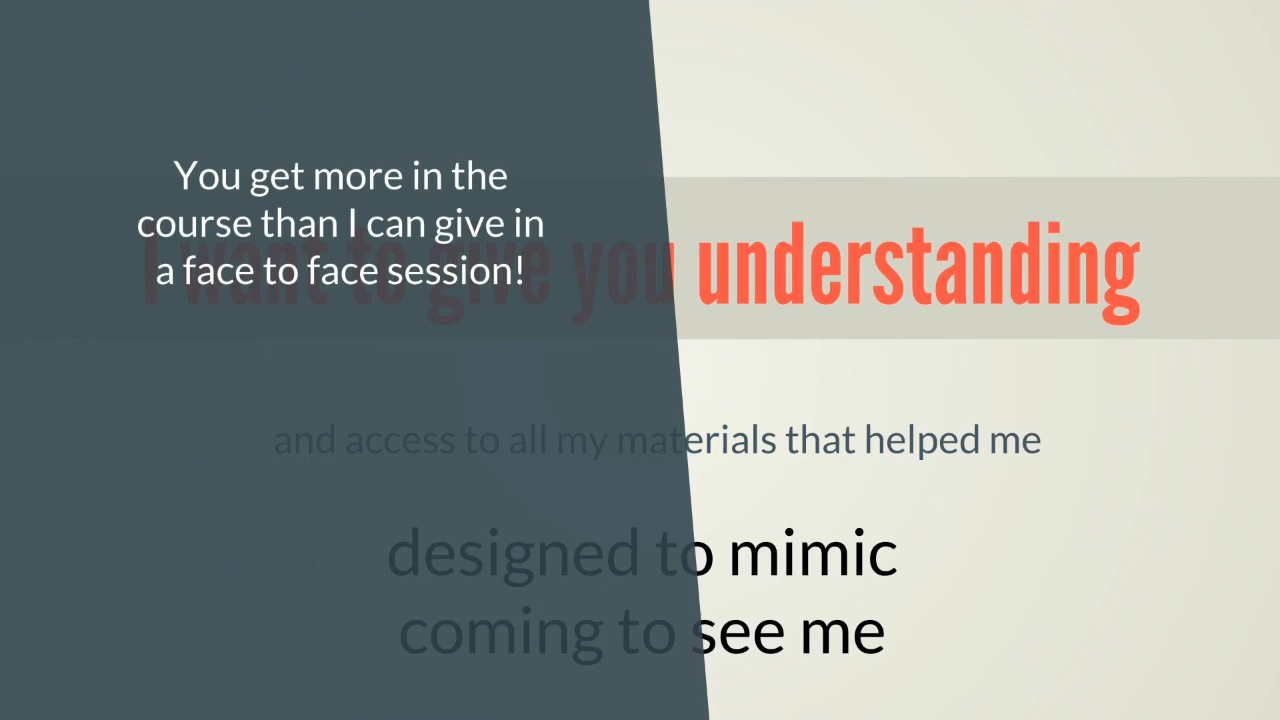 You get more in the
course than I can give in
a face to face session!
I want to give you understanding
and access to all my materials that helped me
designed to mimic
coming to see me